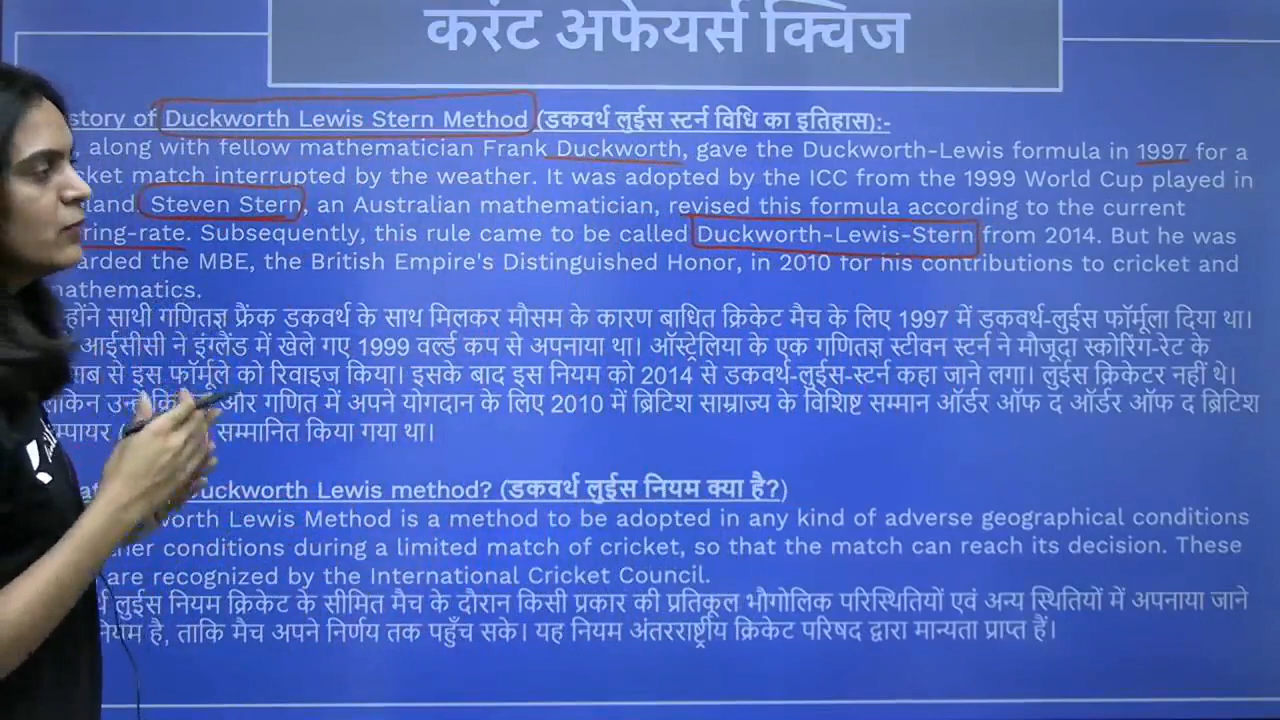 करंट अफेयर्स क्विज
story of Duckworth Lewis Stern Method (डकवर्थ लुईस स्टर्न विधि का इतिहास):-
, along with fellow mathematician Frank Duckworth, gave the Duckworth-Lewis formula in 1997 for a
ket match interrupted by the weather. It was adopted by the ICC from the 1999 World Cup played in
land. Steven Stern, an Australian mathematician, revised this formula according to the current
ring-rate. Subsequently, this rule came to be called Duckworth-Lewis-Stern from 2014. But he was
arded the MBE, the British Empire's Distinguished Honor, in 2010 for his contributions to cricket and
athematics.
होंने साथी गणितज्ञ फ्रैंक डकवर्थ के साथ मिलकर मौसम के कारण बाधित क्रिकेट मैच के लिए 1997 में डकवर्थ-लुईस फॉर्मूला दिया था।
आईसीसी ने इंग्लैंड में खेले गए 1999 वर्ल्ड कप से अपनाया था। ऑस्ट्रेलिया के एक गणितज्ञ स्टीवन स्टर्न ने मौजूदा स्कोरिंग-रेट के
ाब से इस फॉर्मूले को रिवाइज किया। इसके बाद इस नियम को 2014 से डकवर्थ-लुईस-स्टर्न कहा जाने लगा। लुईस क्रिकेटर नहीं थे।
लेकिन और गणित में अपने योगदान के लिए 2010 में ब्रिटिश साम्राज्य के विशिष्ट सम्मान ऑर्डर ऑफ द ऑर्डर ऑफ द ब्रिटिश
म्पायर ( सम्मानित किया गया था।
Duckworth Lewis method? (डकवर्थ लुईस नियम क्या है?)
worth Lewis Method is a method to be adopted in any kind of adverse geographical conditions
her conditions during a limited match of cricket, so that the match can reach its decision. These
are recognized by the International Cricket Council.
लुईस नियम क्रिकेट के सीमित मैच के दौरान किसी प्रकार की प्रतिकूल भौगोलिक परिस्थितियों एवं अन्य स्थितियों में अपनाया जाने
नियम है, ताकि मैच अपने निर्णय तक पहुँच सके। यह नियम अंतरराष्ट्रीय क्रिकेट परिषद द्वारा मान्यता प्राप्त हैं।